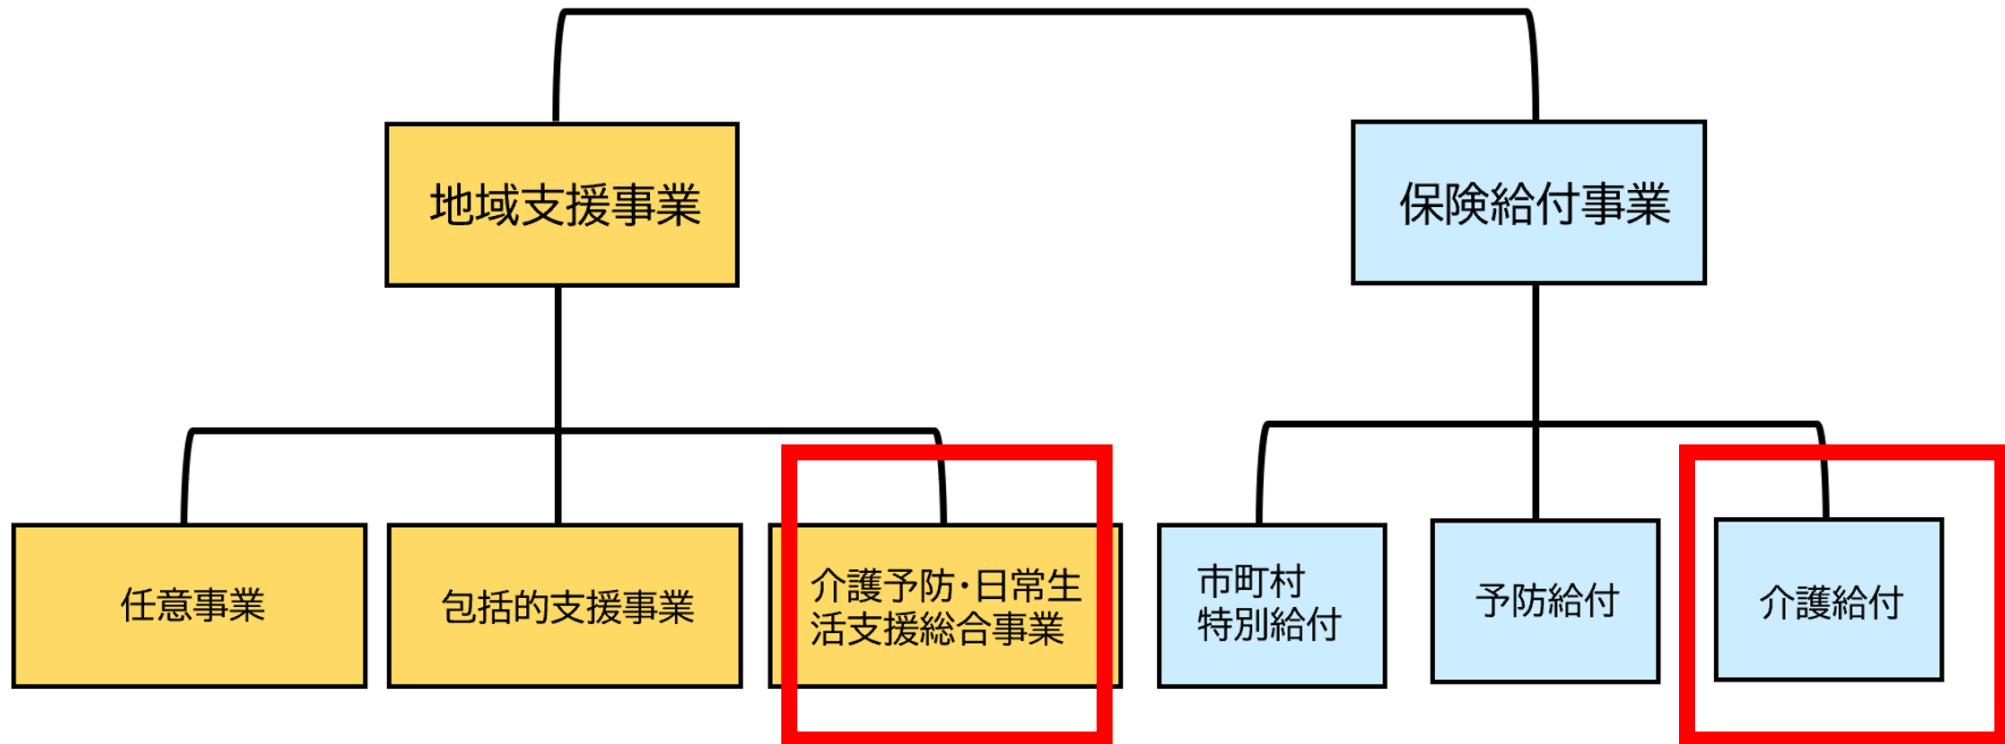 地域支援事業
保険給付事業
任意事業
包括的支援事業
介護予防・日常生
活支援総合事業
市町村
特別給付
予防給付
介護給付